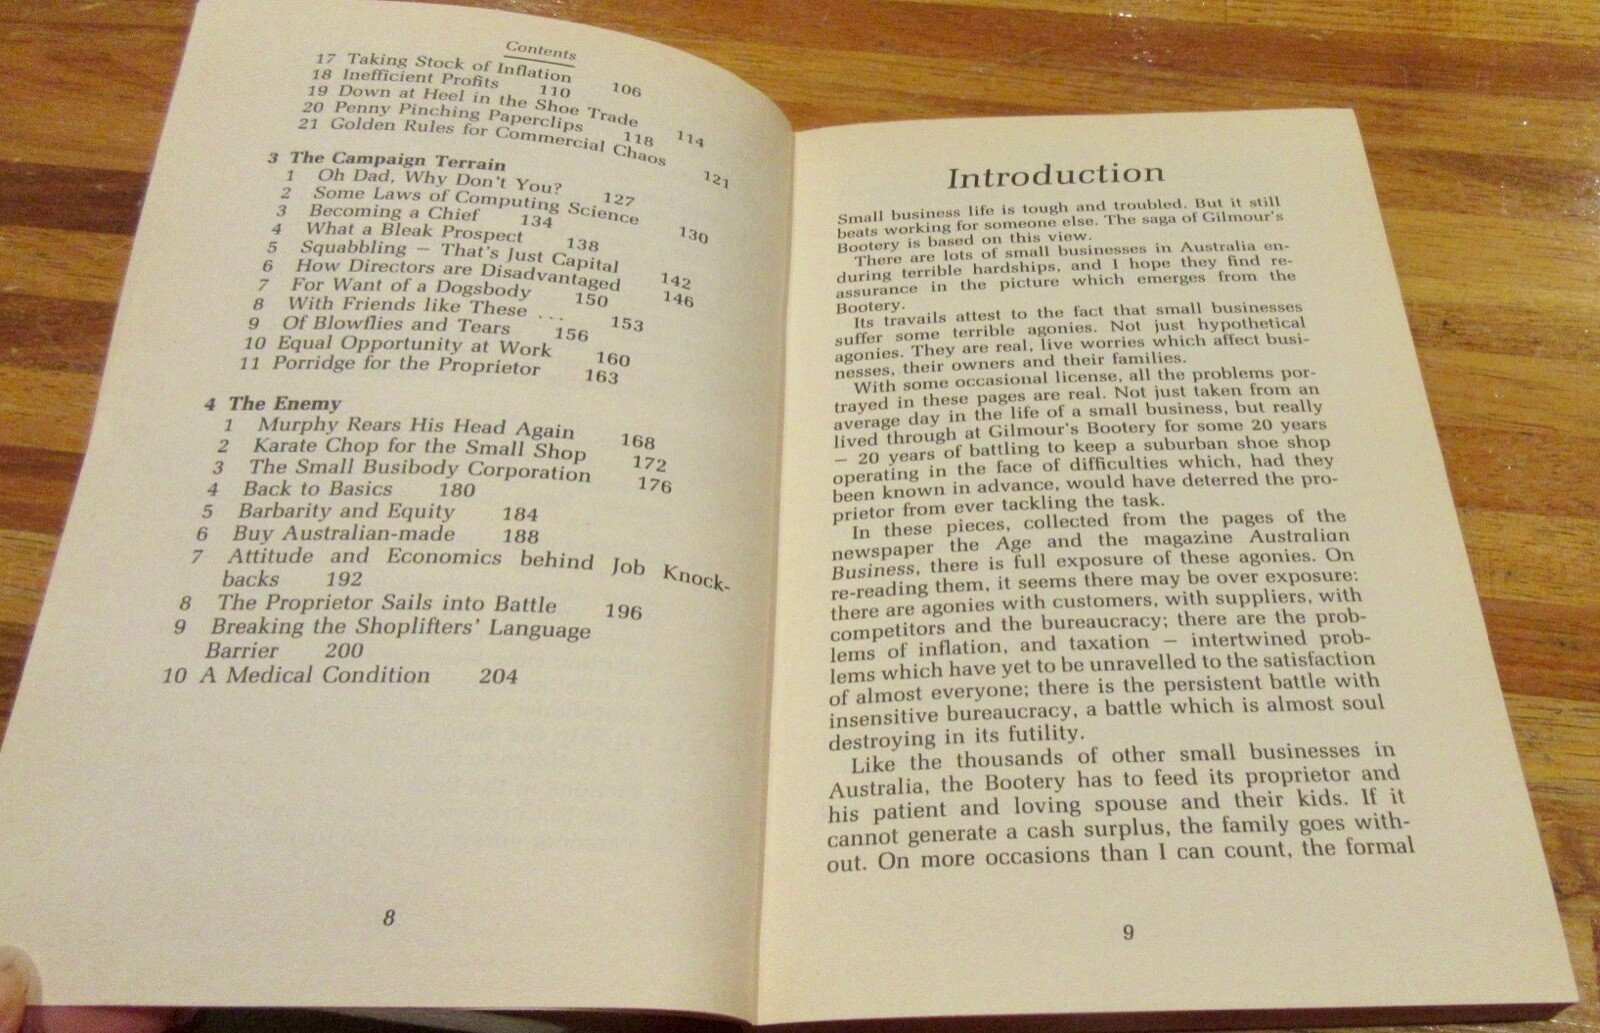 Contents
17 Taking Stock of Inflation 106
18 Inefficient Profits 110
19 Down at Heel in the Shoe Trade 114
20 Penny Pinching Paperclips 118
21 Golden Rules for Commercial Chaos 121
3 The Campaign Terrain
1 Oh Dad, Why Don't You? 127
2 Some Laws of Computing Science 130
3 Becoming a Chief 134
4 What a Bleak Prospect 138
5 Squabbling – That's Just Capital 142
6 How Directors are Disadvantaged 146
7 For Want of a Dogsbody 150
8 With Friends like These ... 153
9 Of Blowflies and Tears 156
10 Equal Opportunity at Work 160
11 Porridge for the Proprietor 163
4 The Enemy
1 Murphy Rears His Head Again 168
2 Karate Chop for the Small Shop 172
3 The Small Busibody Corporation 176
4 Back to Basics 180
5 Barbarity and Equity 184
6 Buy Australian-made 188
7 Attitude and Economics behind Job Knock-
backs 192
8 The Proprietor Sails into Battle 196
9 Breaking the Shoplifters' Language
Barrier 200
10 A Medical Condition 204
8
Introduction
Small business life is tough and troubled. But it still
beats working for someone else. The saga of Gilmour's
Bootery is based on this view.
There are lots of small businesses in Australia en-
during terrible hardships, and I hope they find re-
assurance in the picture which emerges from the
Bootery.
Its travails attest to the fact that small businesses
suffer some terrible agonies. Not just hypothetical
agonies. They are real, live worries which affect busi-
nesses, their owners and their families.
With some occasional license, all the problems por-
trayed in these pages are real. Not just taken from an
average day in the life of a small business, but really
lived through at Gilmour's Bootery for some 20 years
– 20 years of battling to keep a suburban shoe shop
operating in the face of difficulties which, had they
been known in advance, would have deterred the pro-
prietor from ever tackling the task.
In these pieces, collected from the pages of the
newspaper the Age and the magazine Australian
Business, there is full exposure of these agonies. On
re-reading them, it seems there may be over exposure:
there are agonies with customers, with suppliers, with
competitors and the bureaucracy; there are the prob-
lems of inflation, and taxation – intertwined prob-
lems which have yet to be unravelled to the satisfaction
of almost everyone; there is the persistent battle with
insensitive bureaucracy, a battle which is almost soul
destroying in its futility.
Like the thousands of other small businesses in
Australia, the Bootery has to feed its proprietor and
his patient and loving spouse and their kids. If it
cannot generate a cash surplus, the family goes with-
out. On more occasions than I can count, the formal
9